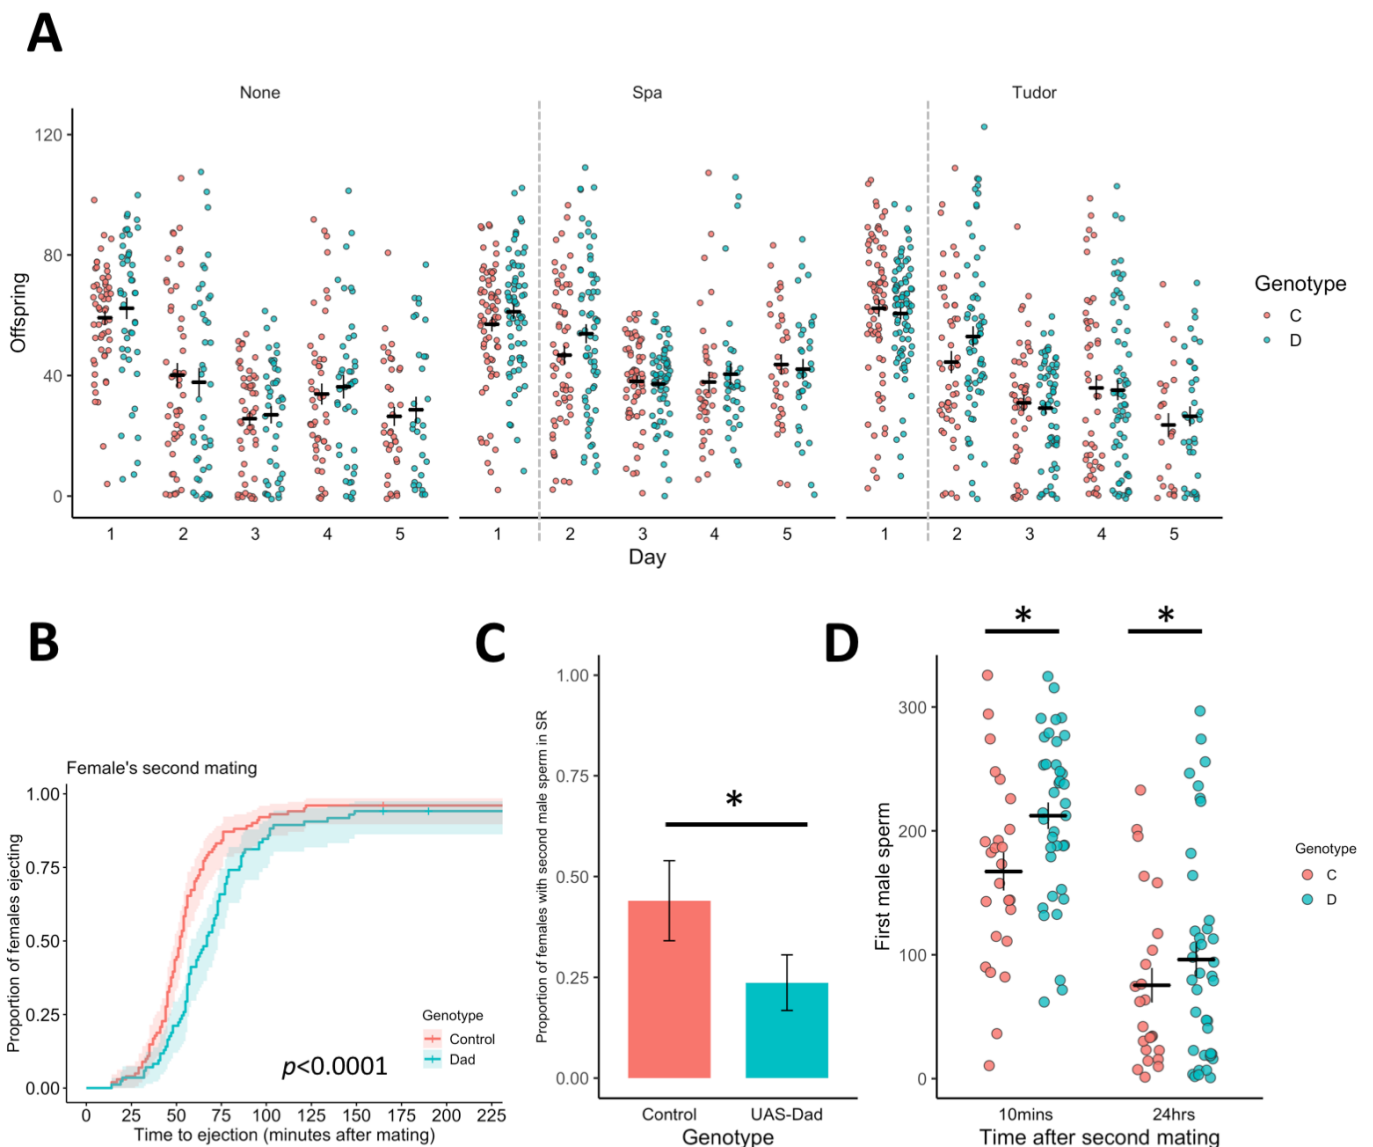 A
None
Spa
Tudor
Offspring
120
80
40
0
1 2 3 4 5
1 2 3 4 5
1 2 3 4 5
Day
Genotype
C
D
B
Female's second mating
Proportion of females ejecting
1.00
0.75
0.50
0.25
0.00
0 25 50 75 100 125 150 175 200 225
Time to ejection (minutes after mating)
Genotype
Control
Dad
p<0.0001
C
Proportion of females with second male sperm in SR
1.00
0.75
0.50
0.25
0.00
*
Control UAS-Dad
Genotype
D
* *
First male sperm
300
200
100
0
10mins 24hrs
Time after second mating
Genotype
C
D